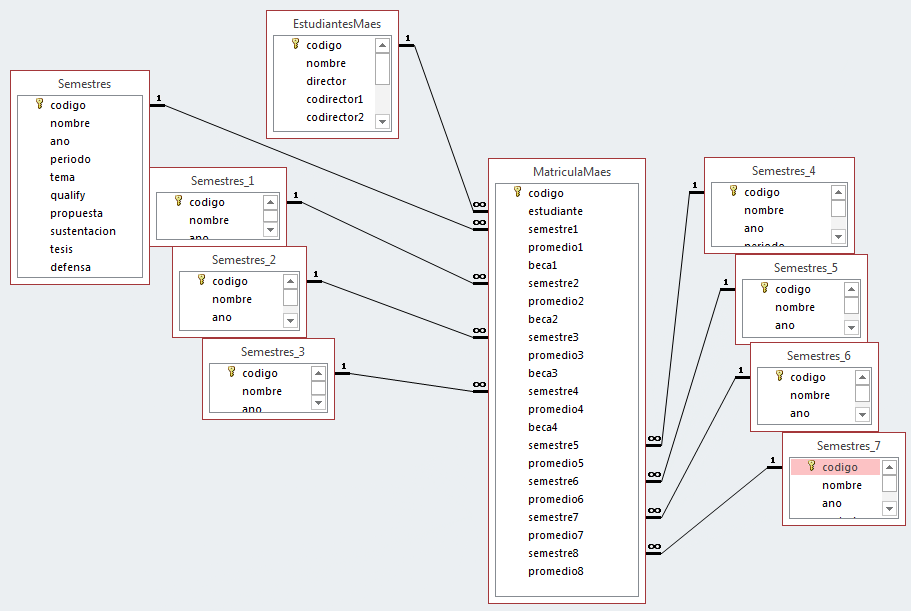 EstudiantesMaes
codigo
nombre
director
codirector1
codirector2
1
Semestres
codigo
nombre
ano
periodo
tema
qualify
propuesta
sustentacion
tesis
defensa
1
Semestres_1
codigo
nombre
ano
1
Semestres_2
codigo
nombre
ano
1
Semestres_3
codigo
nombre
ano
1
MatriculaMaes
codigo
estudiante
semestre1
promedio1
beca1
semestre2
promedio2
beca2
semestre3
promedio3
beca3
semestre4
promedio4
beca4
semestre5
promedio5
semestre6
promedio6
semestre7
promedio7
semestre8
promedio8
∞
∞
∞
∞
∞
∞
∞
∞
∞
Semestres_4
codigo
nombre
ano
periodo
1
Semestres_5
codigo
nombre
ano
1
Semestres_6
codigo
nombre
ano
1
Semestres_7
codigo
nombre
ano
1